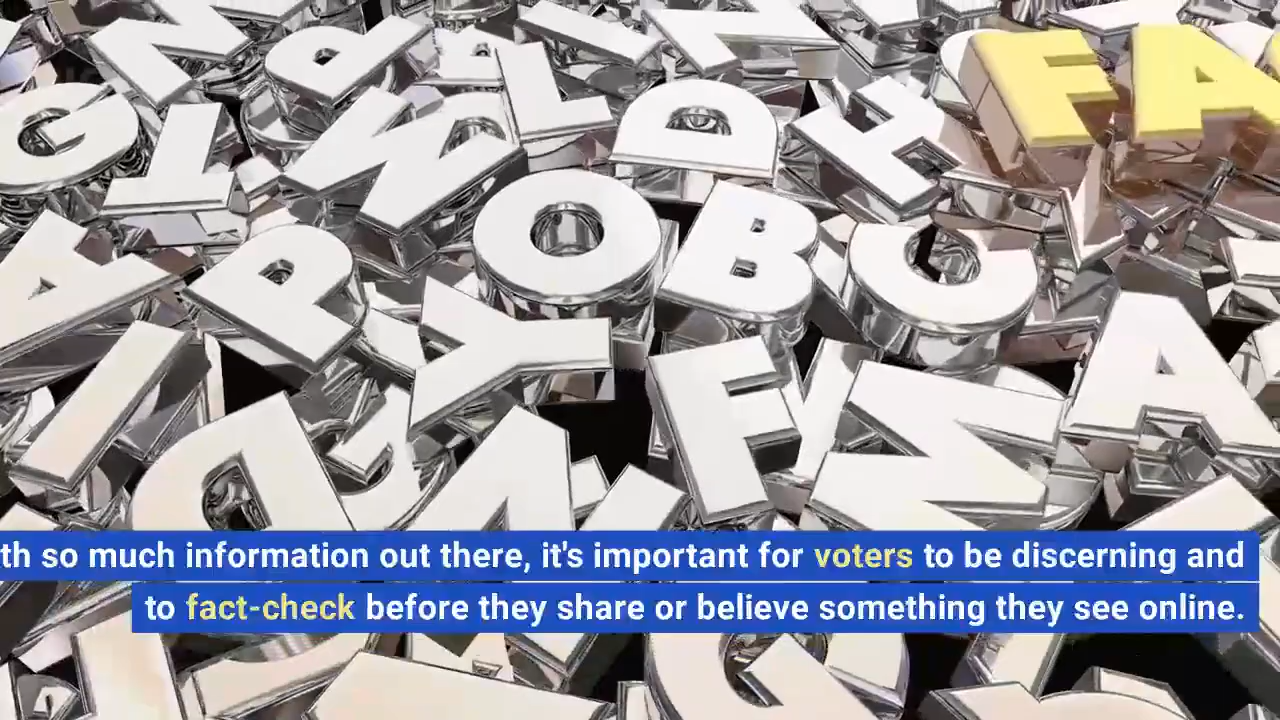 FA
th so much information out there, it's important for voters to be discerning and
to fact-check before they share or believe something they see online.